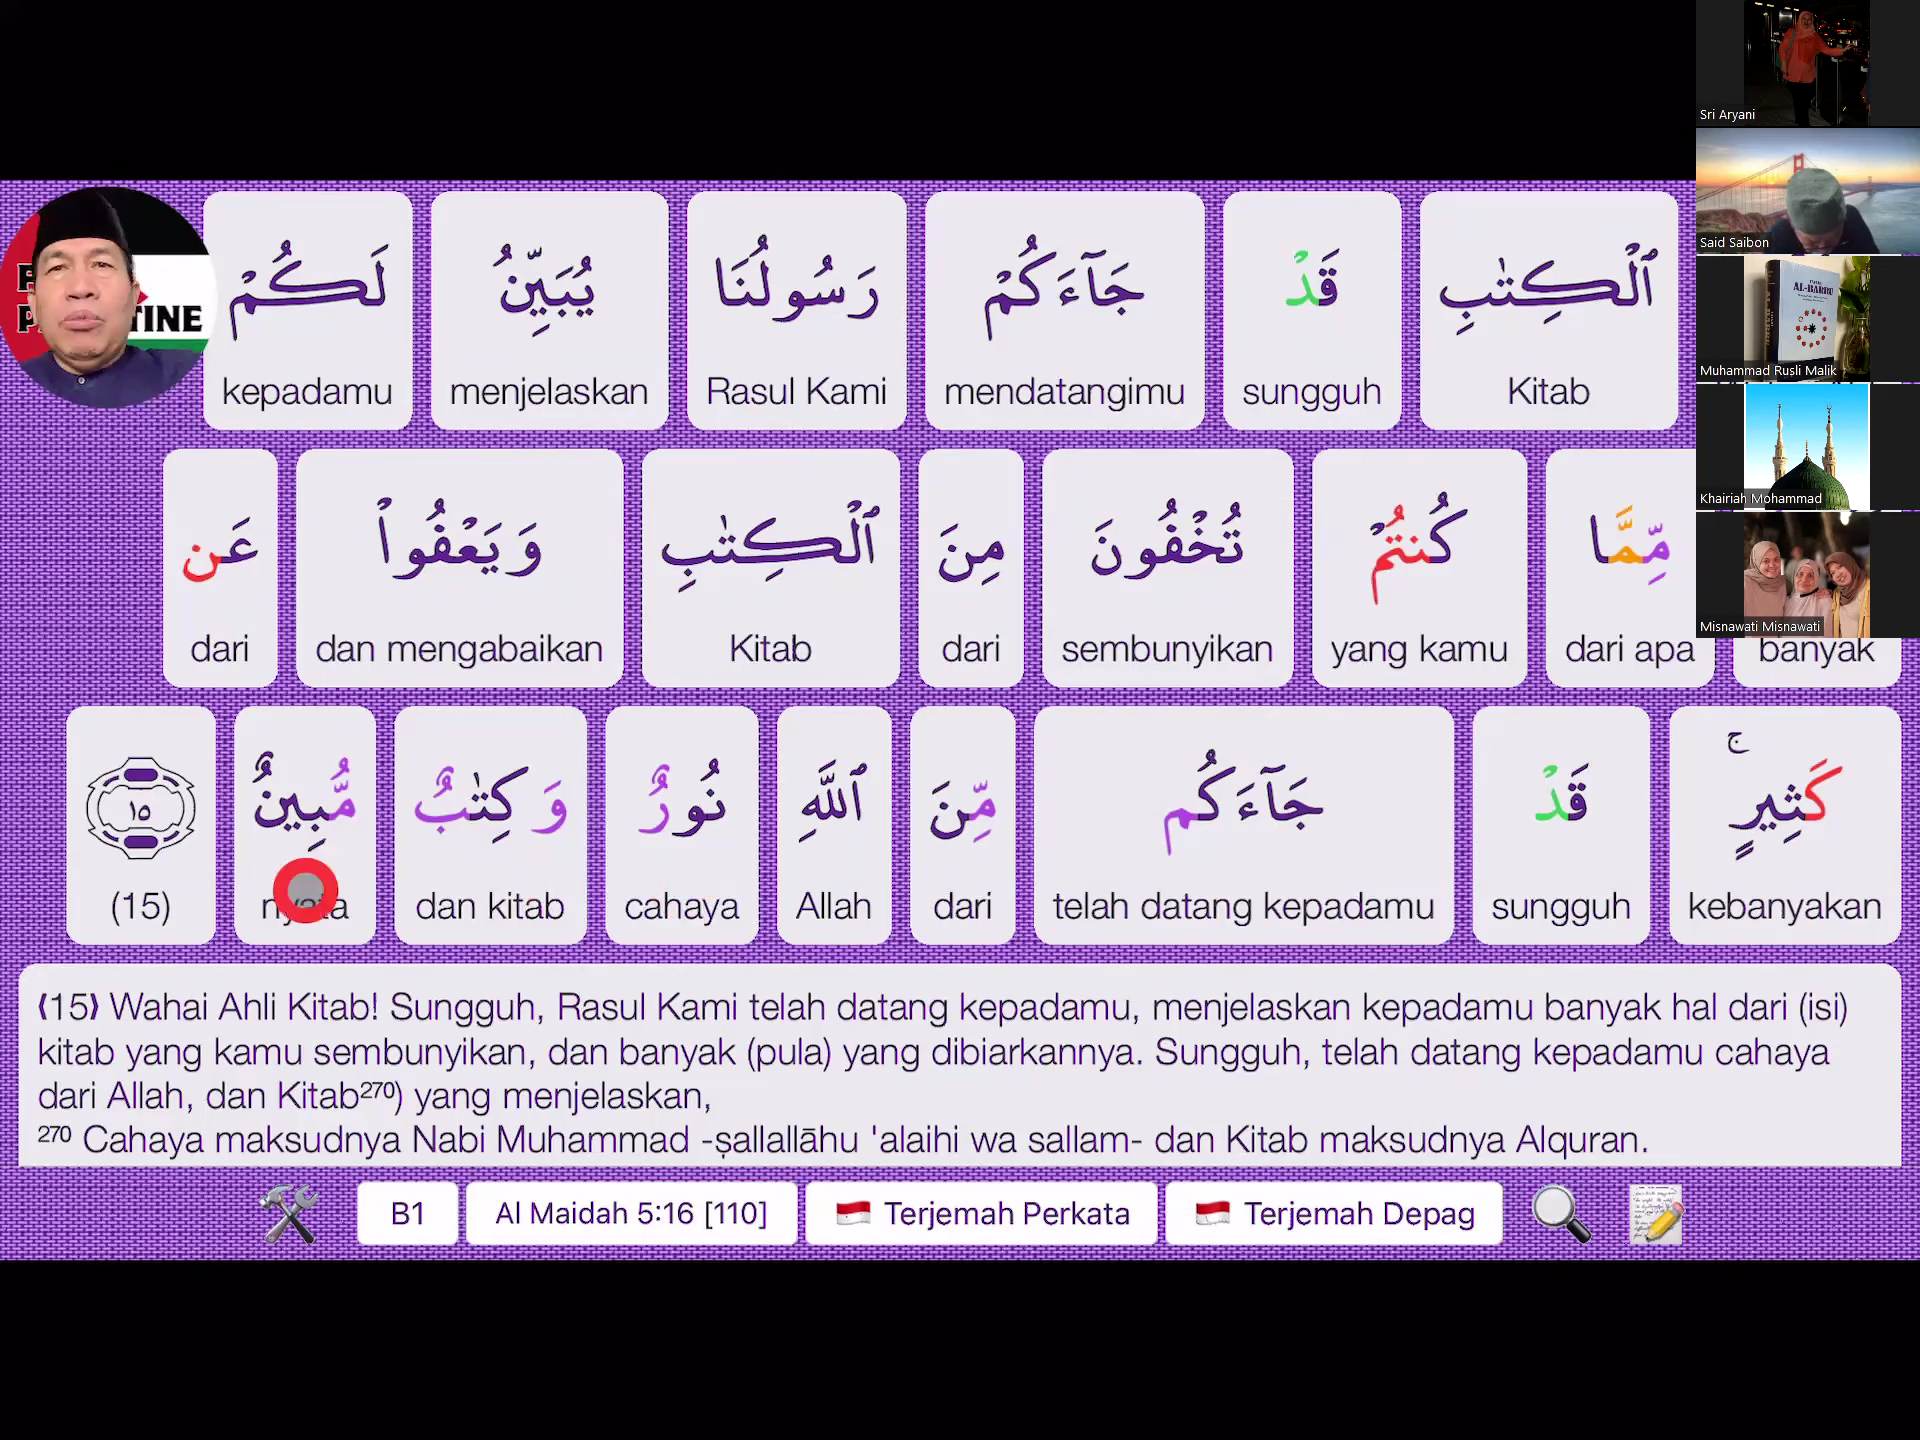 ٱلْكِتَٰبِ قَدْ جَآءَكُمْ رَسُولُنَا يُبَيِّنُ لَكُمْ
Kitab sungguh mendatangimu Rasul Kami menjelaskan kepadamu
مِّمَّا كُنتُمْ تُخْفُونَ مِنَ ٱلْكِتَٰبِ وَيَعْفُوا۟ عَن
banyak dari apa yang kamu sembunyikan dari Kitab dan mengabaikan dari
كَثِيرٍ ۚ قَدْ جَآءَكُم مِّنَ ٱللَّهِ نُورٌ وَكِتَٰبٌ مُّبِينٌ ١٥
kebanyakan sungguh telah datang kepadamu dari Allah cahaya dan kitab nyata (15)
(15) Wahai Ahli Kitab! Sungguh, Rasul Kami telah datang kepadamu, menjelaskan kepadamu banyak hal dari (isi)
kitab yang kamu sembunyikan, dan banyak (pula) yang dibiarkannya. Sungguh, telah datang kepadamu cahaya
dari Allah, dan Kitab²⁷⁰) yang menjelaskan,
²⁷⁰ Cahaya maksudnya Nabi Muhammad -ṣallallāhu 'alaihi wa sallam- dan Kitab maksudnya Alquran.
B1 Al Maidah 5:16 [110] Terjemah Perkata Terjemah Depag
Sri Aryani
Said Saibon
AL-BARRU
Muhammad Rusli Malik
Khairiah Mohammad
Misnawati Misnawati